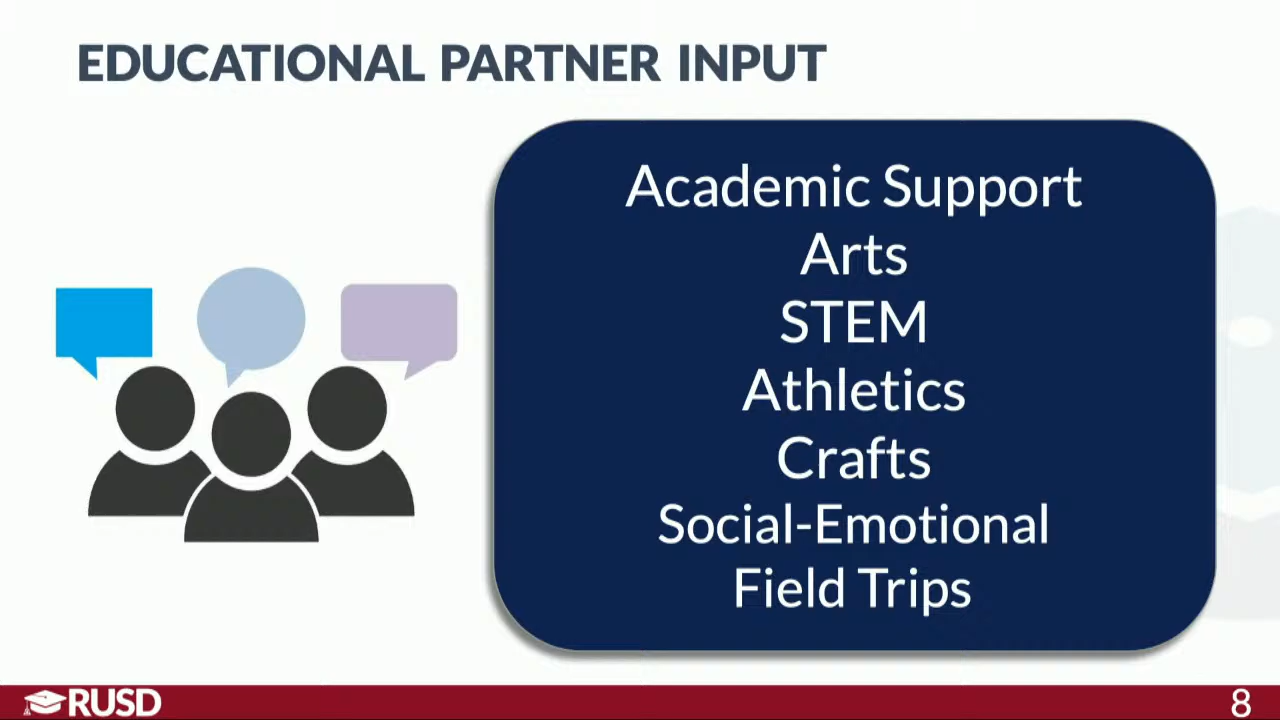 EDUCATIONAL PARTNER INPUT
Academic Support
Arts
STEM
Athletics
Crafts
Social-Emotional
Field Trips
RUSD
8